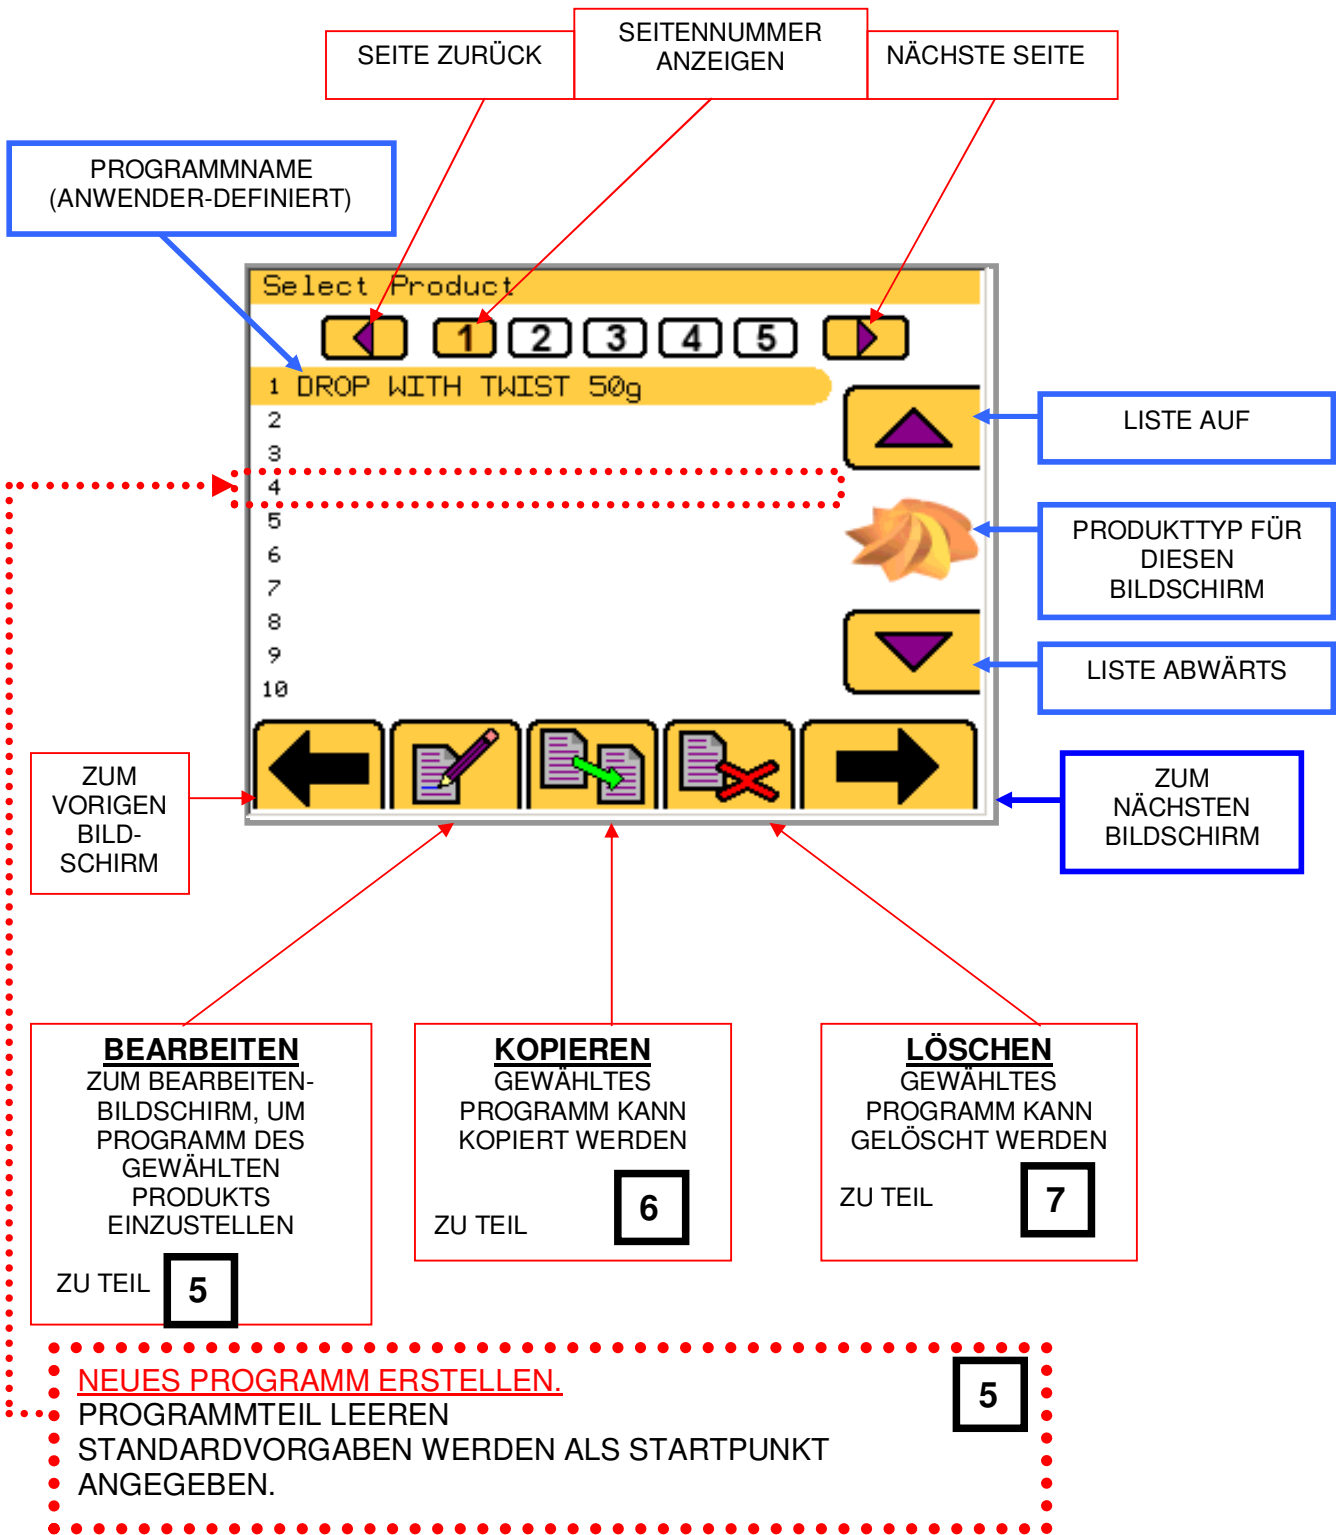 SEITE ZURÜCK
SEITENNUMMER
ANZEIGEN
NÄCHSTE SEITE
PROGRAMMNAME
(ANWENDER-DEFINIERT)
Select Product
1 2 3 4 5
1 DROP WITH TWIST 50g
2
3
4
5
6
7
8
9
10
LISTE AUF
PRODUKTTYP FÜR
DIESEN
BILDSCHIRM
LISTE ABWÄRTS
ZUM
VORIGEN
BILD-
SCHIRM
ZUM
NÄCHSTEN
BILDSCHIRM
BEARBEITEN
ZUM BEARBEITEN-
BILDSCHIRM, UM
PROGRAMM DES
GEWÄHLTEN
PRODUKTS
EINZUSTELLEN
ZU TEIL 5
KOPIEREN
GEWÄHLTES
PROGRAMM KANN
KOPIERT WERDEN
ZU TEIL 6
LÖSCHEN
GEWÄHLTES
PROGRAMM KANN
GELÖSCHT WERDEN
ZU TEIL 7
NEUES PROGRAMM ERSTELLEN. 5
PROGRAMMTEIL LEEREN
STANDARDVORGABEN WERDEN ALS STARTPUNKT
ANGEGEBEN.